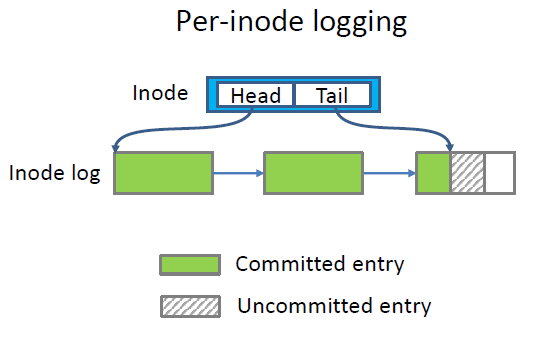 Per-inode logging
Inode
Head
Tail
Inode log
Committed entry
Uncommitted entry